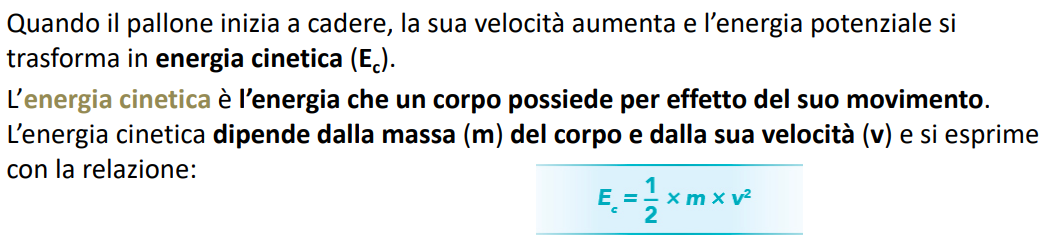 Quando il pallone inizia a cadere, la sua velocità aumenta e l’energia potenziale si
trasforma in energia cinetica (Ec).
L’energia cinetica è l’energia che un corpo possiede per effetto del suo movimento.
L’energia cinetica dipende dalla massa (m) del corpo e dalla sua velocità (v) e si esprime
con la relazione:
Ec = 1/2 × m × v²